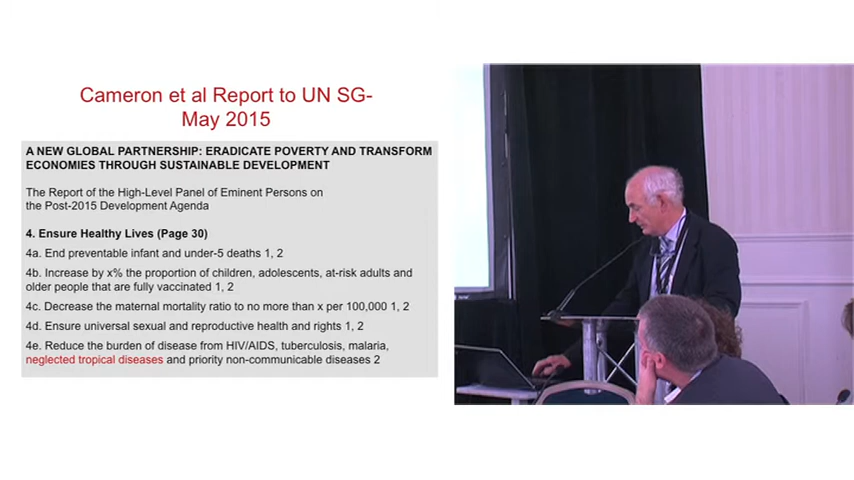 Cameron et al Report to UN SG-
May 2015
A NEW GLOBAL PARTNERSHIP: ERADICATE POVERTY AND TRANSFORM
ECONOMIES THROUGH SUSTAINABLE DEVELOPMENT
The Report of the High-Level Panel of Eminent Persons on
the Post-2015 Development Agenda
4. Ensure Healthy Lives (Page 30)
4a. End preventable infant and under-5 deaths 1, 2
4b. Increase by x% the proportion of children, adolescents, at-risk adults and
older people that are fully vaccinated 1, 2
4c. Decrease the maternal mortality ratio to no more than x per 100,000 1, 2
4d. Ensure universal sexual and reproductive health and rights 1, 2
4e. Reduce the burden of disease from HIV/AIDS, tuberculosis, malaria,
neglected tropical diseases and priority non-communicable diseases 2